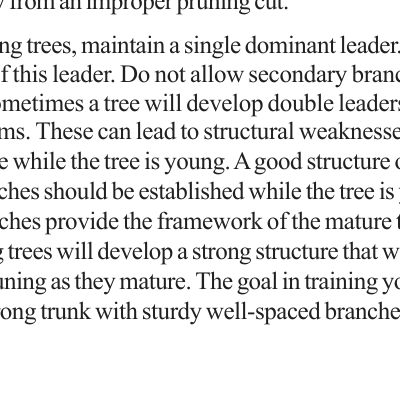 from an improper pruning cut.
ng trees, maintain a single dominant leader.
f this leader. Do not allow secondary bran
ometimes a tree will develop double leaders
ms. These can lead to structural weaknesse
e while the tree is young. A good structure
ches should be established while the tree is
ches provide the framework of the mature t
g trees will develop a strong structure that w
uning as they mature. The goal in training yo
ong trunk with sturdy well-spaced branche